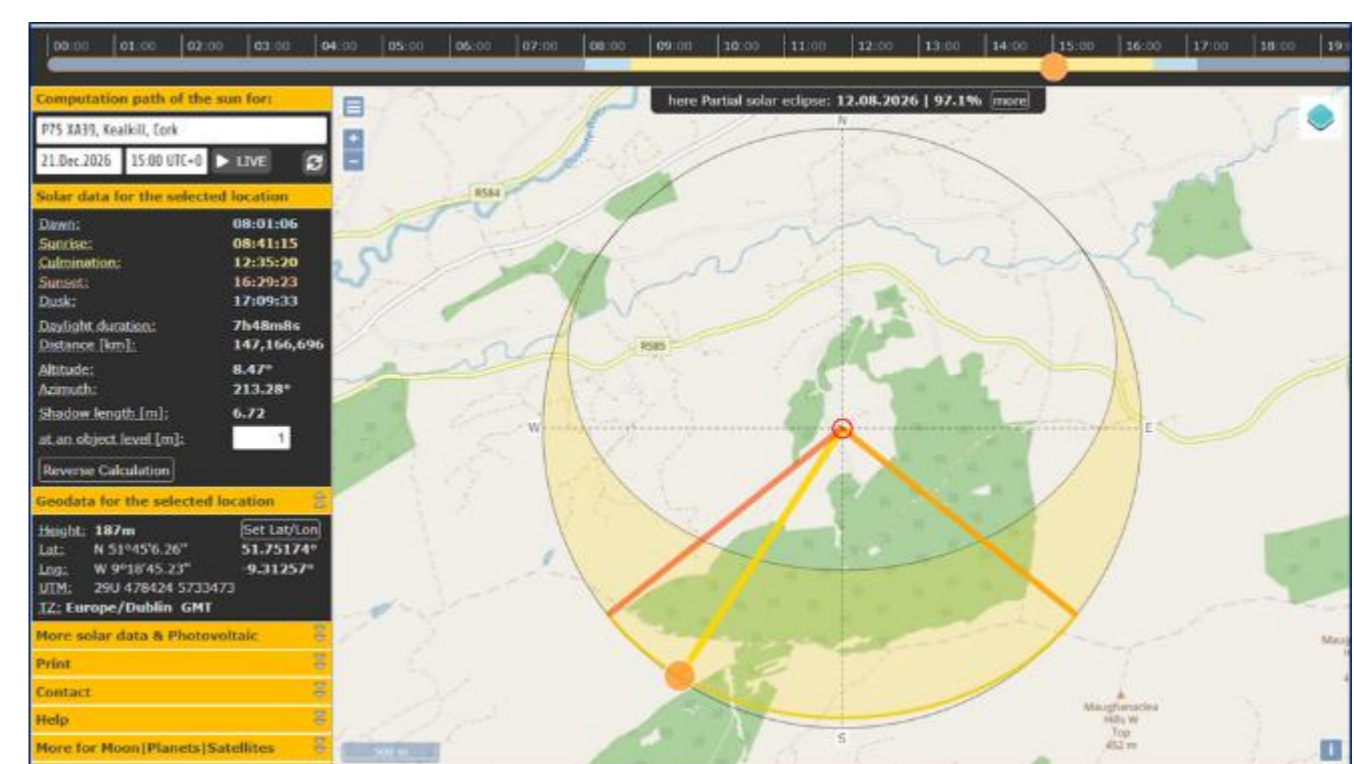 00:00 01:00 02:00 03:00 04:00 05:00 06:00 07:00 08:00 09:00 10:00 11:00 12:00 13:00 14:00 15:00 16:00 17:00 18:00 19:
Computation path of the sun for:
P75 XA39, Kealkill, Cork
21.Dec.2026 15:00 UTC+0 LIVE
Solar data for the selected location
Dawn: 08:01:06
Sunrise: 08:41:15
Culmination: 12:35:20
Sunset: 16:29:23
Dusk: 17:09:33
Daylight duration: 7h48m8s
Distance [km]: 147,166,696
Altitude: 8.47°
Azimuth: 213.28°
Shadow length [m]: 6.72
at an object level [m]: 1
Reverse Calculation
Geodata for the selected location
Height: 187m Set Lat/Lon
Lat: N 51°45'6.26" 51.75174°
Lng: W 9°18'45.23" -9.31257°
UTM: 29U 478424 5733473
TZ: Europe/Dublin GMT
More solar data & Photovoltaic
Print
Contact
Help
More for Moon|Planets|Satellites
here Partial solar eclipse: 12.08.2026 | 97.1% more
N
R584
R585
W
E
S
Maughanaclea
Hills W
Top
452 m
500 m
i